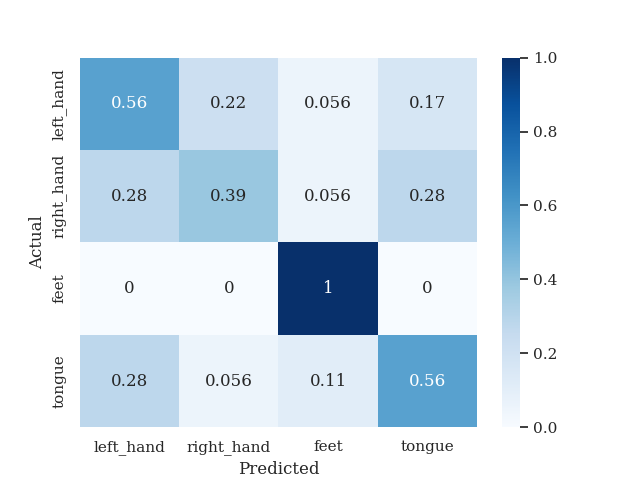 left_hand 0.56 0.22 0.056 0.17
right_hand 0.28 0.39 0.056 0.28
feet 0 0 1 0
tongue 0.28 0.056 0.11 0.56
Actual
left_hand right_hand feet tongue
Predicted
1.0
0.8
0.6
0.4
0.2
0.0